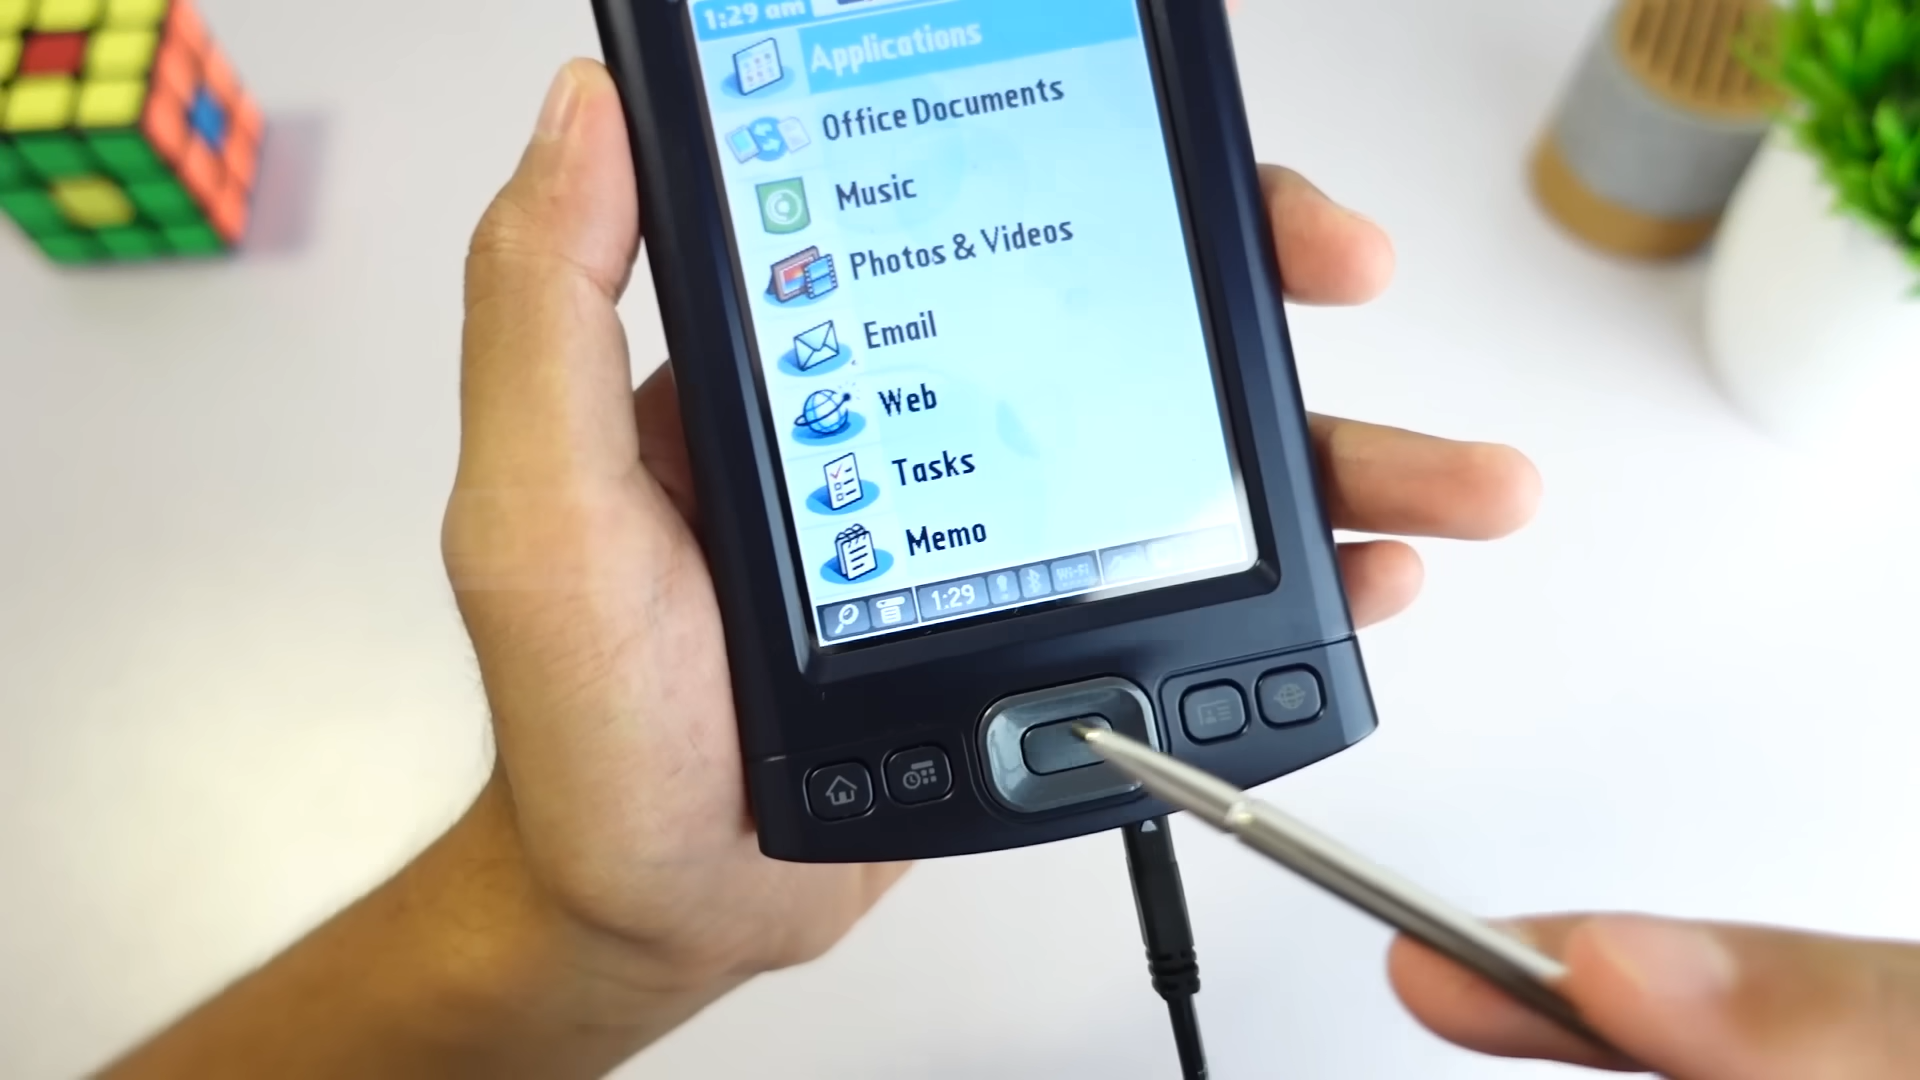 1:29 am
Applications
Office Documents
Music
Photos & Videos
Email
Web
Tasks
Memo
1:29
Wi-Fi